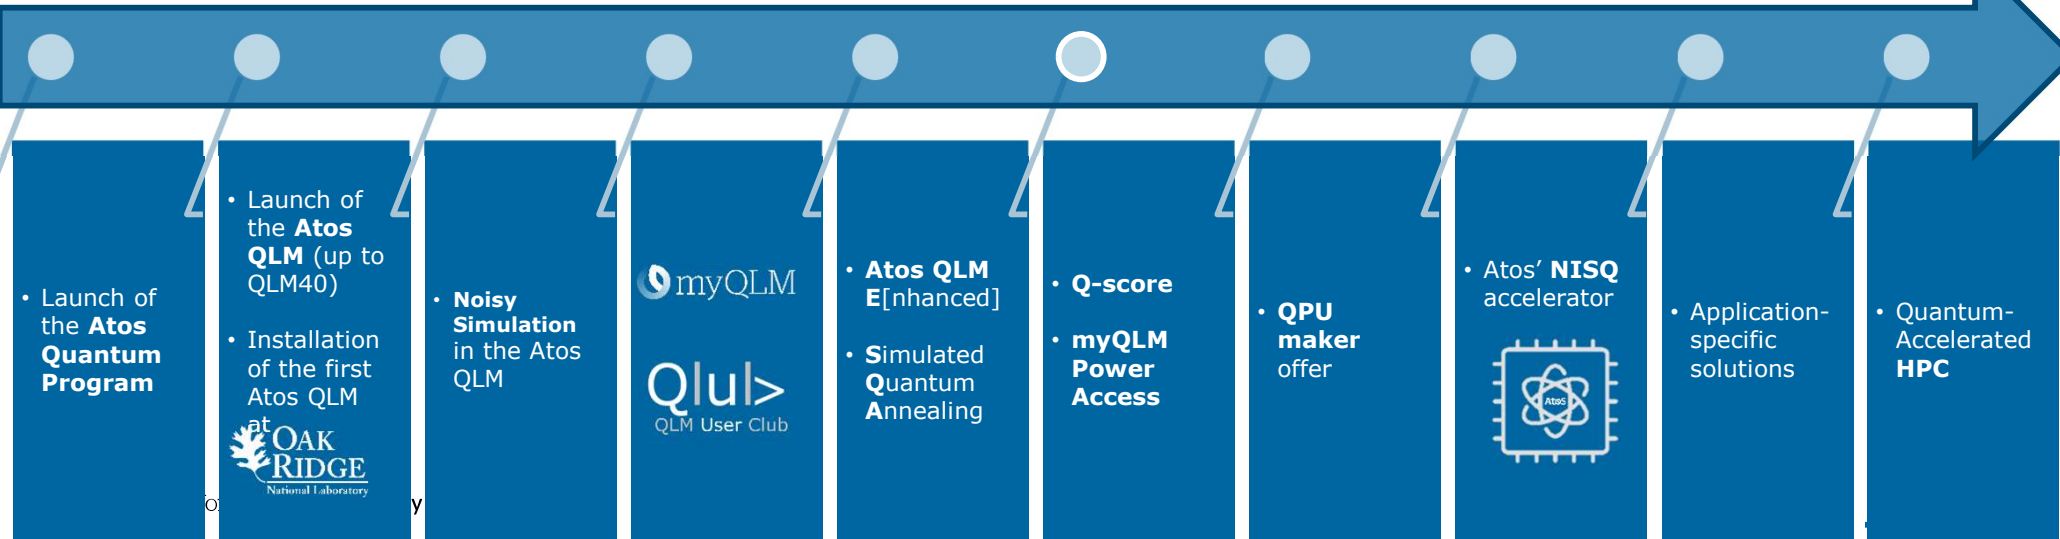 • Launch of
the Atos
Quantum
Program
• Launch of
the Atos
QLM (up to
QLM40)
• Installation
of the first
Atos QLM
at
OAK
RIDGE
National Laboratory
• Noisy
Simulation
in the Atos
QLM
myQLM
Q|u|>
QLM User Club
• Atos QLM
E[nhanced]
• Simulated
Quantum
Annealing
• Q-score
• myQLM
Power
Access
• QPU
maker
offer
• Atos’ NISQ
accelerator
Atos
• Application-
specific
solutions
• Quantum-
Accelerated
HPC